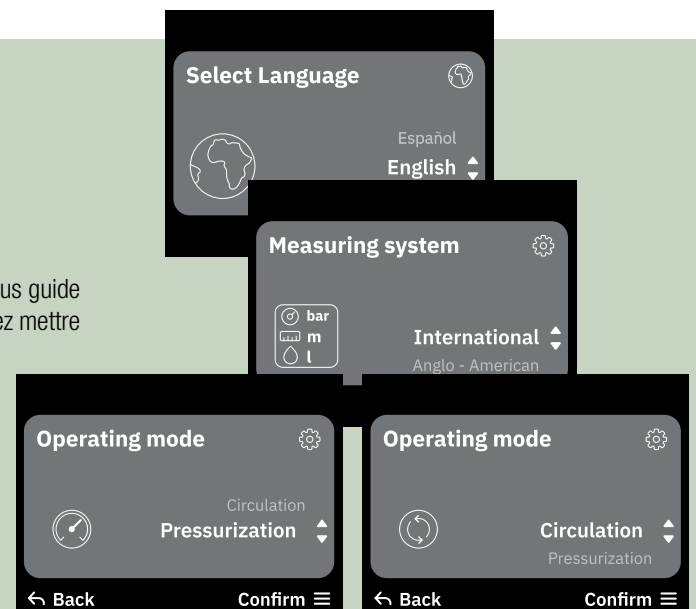 Select Language
Español
English
Measuring system
bar
m
l
International
Anglo - American
us guide
ez mettre
Operating mode
Circulation
Pressurization
Back
Confirm
Operating mode
Circulation
Pressurization
Back
Confirm